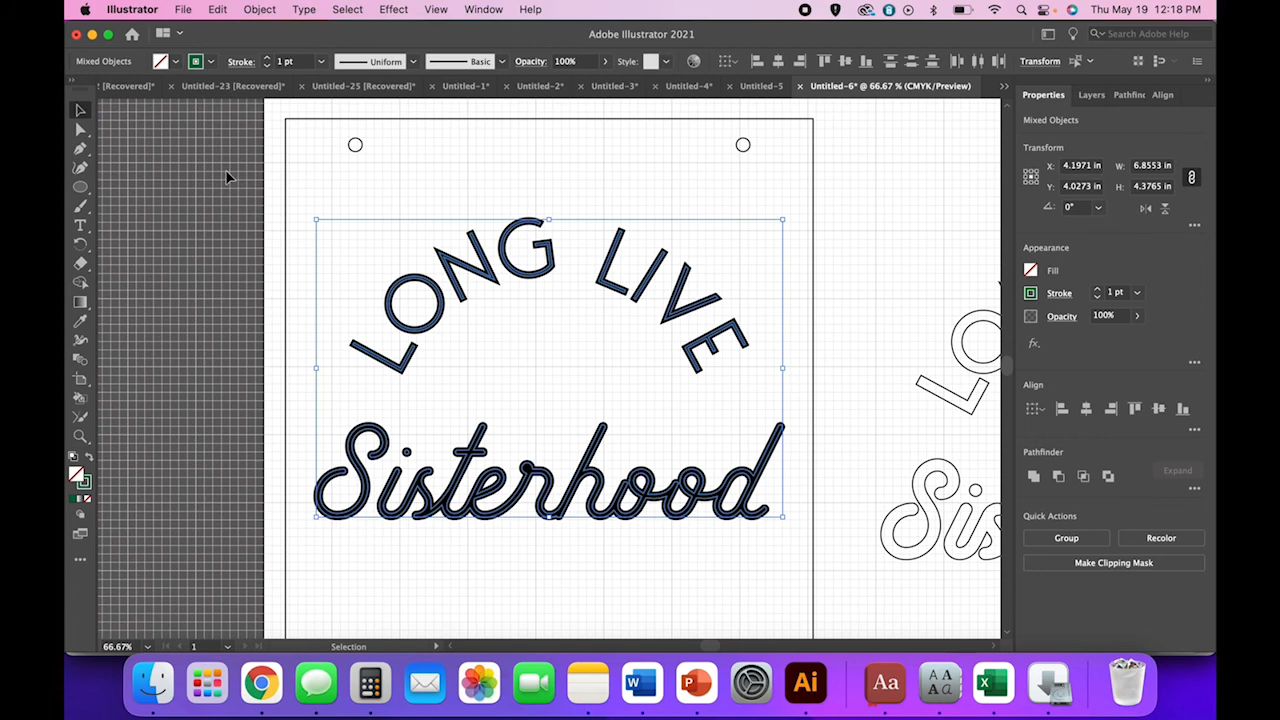 Illustrator File Edit Object Type Select Effect View Window Help Thu May 19 12:18 PM
Adobe Illustrator 2021 Search Adobe Help
Mixed Objects Stroke: 1 pt Uniform Basic Opacity: 100% Style: Transform
[Recovered]* Untitled-23 [Recovered]* Untitled-25 [Recovered]* Untitled-1* Untitled-2* Untitled-3* Untitled-4* Untitled-5 Untitled-6* @ 66.67 % (CMYK/Preview)
Properties Layers Pathfinc Align
Mixed Objects
Transform
X: 4.1971 in W: 6.8553 in
Y: 4.0273 in H: 4.3765 in
0°
Appearance
Fill
Stroke 1 pt
Opacity 100%
fx.
Align
Pathfinder
Expand
Quick Actions
Group Recolor
Make Clipping Mask
LONG LIVE
Sisterhood
LO
Sis
66.67% 1 Selection
W P Ai Aa A A A A X